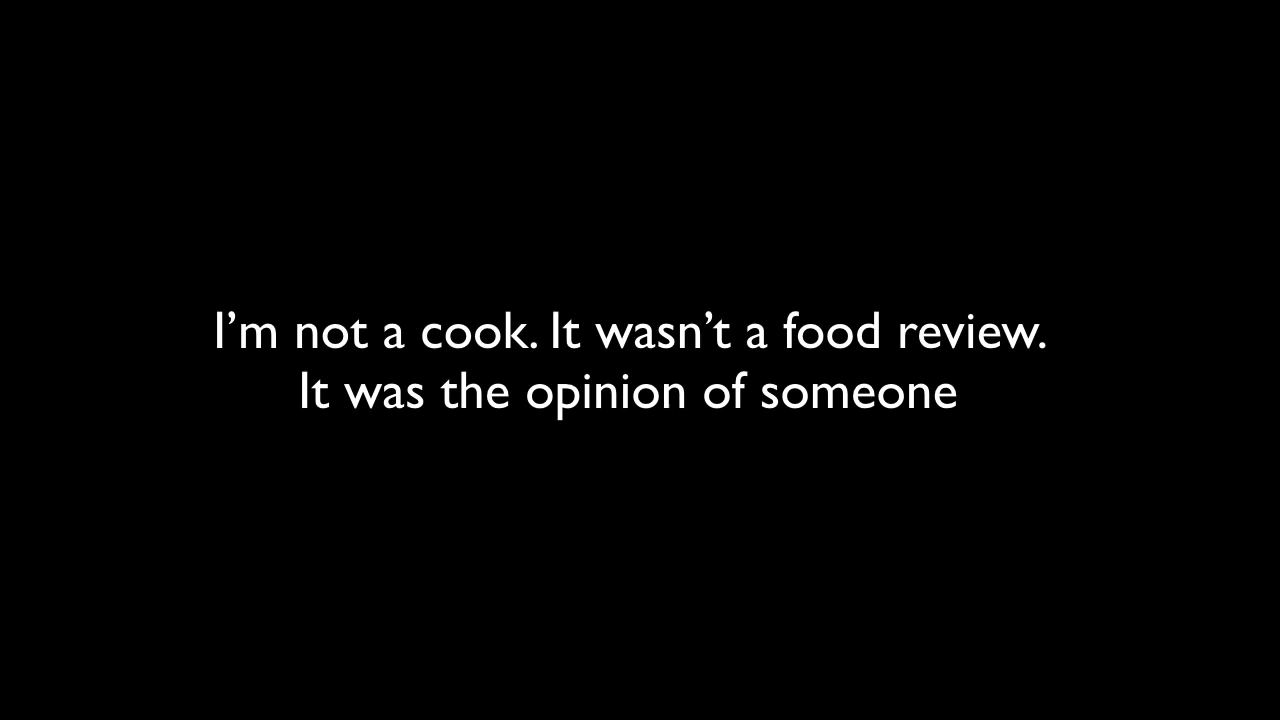 I’m not a cook. It wasn’t a food review.
It was the opinion of someone